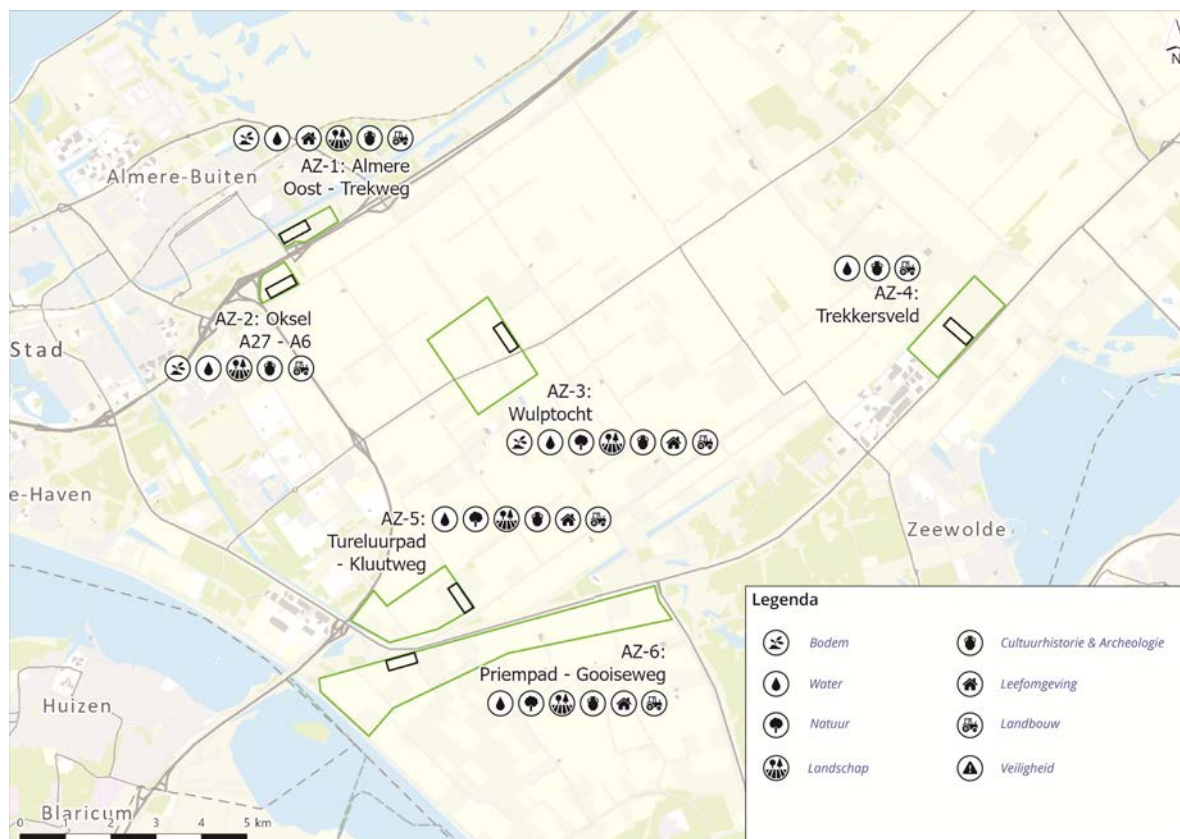 N
AZ-1: Almere
Oost - Trekweg
Almere-Buiten
AZ-4:
Trekkersveld
AZ-2: Oksel
A27 - A6
Stad
AZ-3:
Wulptocht
e-Haven
AZ-5:
Tureluurpad
- Kluutweg
Zeewolde
AZ-6:
Priempad - Gooiseweg
Huizen
Blaricum
0 1 2 3 4 5 km
Legenda
Bodem
Water
Natuur
Landschap
Cultuurhistorie & Archeologie
Leefomgeving
Landbouw
Veiligheid